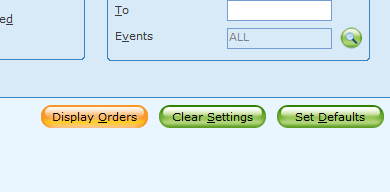 To
Events
ALL
Display Orders
Clear Settings
Set Defaults